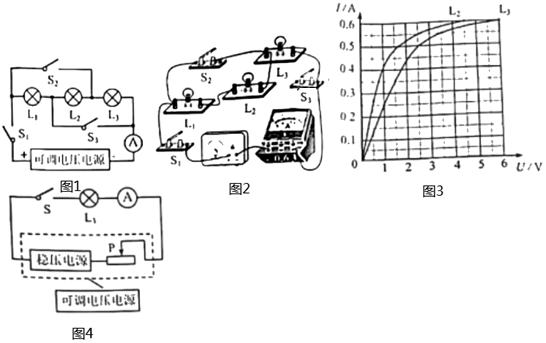 S₂
L₁
L₂
L₃
S₁
S₃
A
+
-
可调电压电源
图1
S₂
L₃
S₃
L₂
L₁
S₁
图2
I/A
L₂
L₃
0.6
0.5
0.4
0.3
0.2
0.1
0
1
2
3
4
5
6
U/V
图3
S
L₃
A
P
稳压电源
可调电压电源
图4